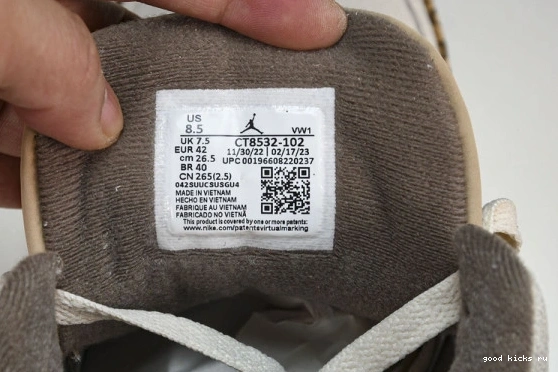 US
8.5
VW1
UK 7.5
CT8532-102
EUR 42
11/30/22 | 02/17/23
cm 26.5
UPC 00196608220237
BR 40
CN 265(2.5)
042SUUCSUSGU4
MADE IN VIETNAM
HECHO EN VIETNAM
FABRIQUE AU VIETNAM
FABRICADO NO VIETNÃ
This product is covered by one or more patents:
www.nike.com/patentsvirtualmarking
good kicks ru